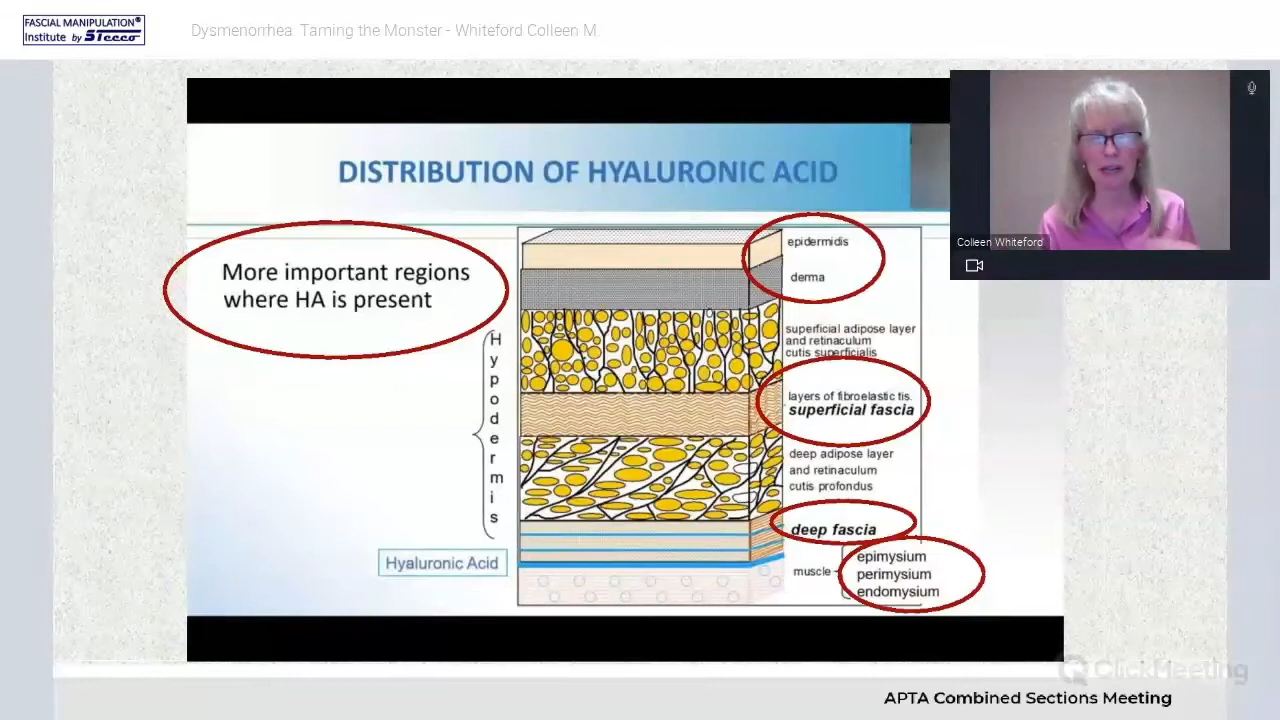 FASCIAL MANIPULATION®
Institute by STECCO
Dysmenorrhea Taming the Monster - Whiteford Colleen M.
DISTRIBUTION OF HYALURONIC ACID
Colleen Whiteford
More important regions
where HA is present
Hypodermis
epidermidis
derma
superficial adipose layer
and retinaculum
cutis superficialis
layers of fibroelastic tis.
superficial fascia
deep adipose layer
and retinaculum
cutis profondus
deep fascia
Hyaluronic Acid
muscle
epimysium
perimysium
endomysium
ClickMeeting
APTA Combined Sections Meeting